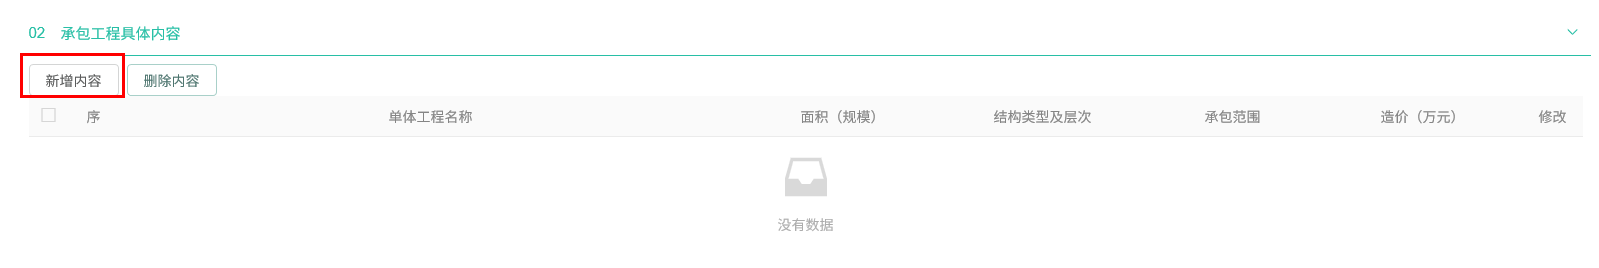 02 承包工程具体内容
新增内容 删除内容
序 单体工程名称 面积（规模） 结构类型及层次 承包范围 造价（万元） 修改
没有数据